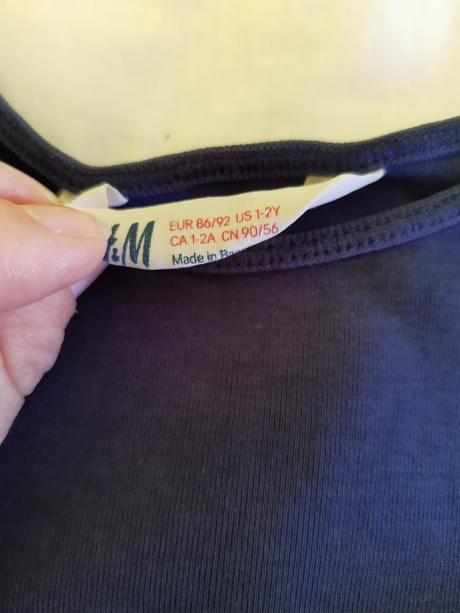 H&M
EUR 86/92 US 1-2Y
CA 1-2A CN 90/56
Made in